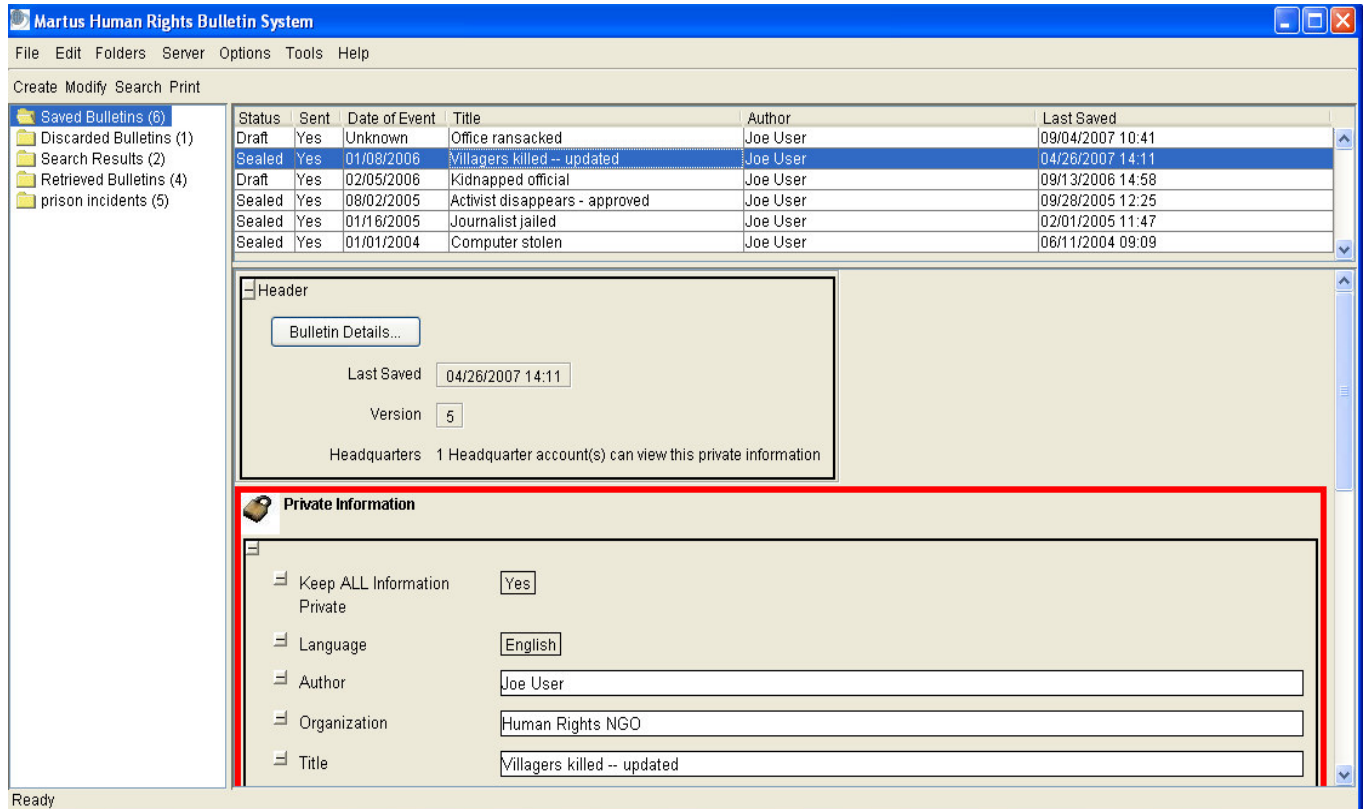 Martus Human Rights Bulletin System
File Edit Folders Server Options Tools Help
Create Modify Search Print
Saved Bulletins (6)
Discarded Bulletins (1)
Search Results (2)
Retrieved Bulletins (4)
prison incidents (5)
Status Sent Date of Event Title Author Last Saved
Draft Yes Unknown Office ransacked Joe User 09/04/2007 10:41
Sealed Yes 01/08/2006 Villagers killed -- updated Joe User 04/26/2007 14:11
Draft Yes 02/05/2006 Kidnapped official Joe User 09/13/2006 14:58
Sealed Yes 08/02/2005 Activist disappears - approved Joe User 09/28/2005 12:25
Sealed Yes 01/16/2005 Journalist jailed Joe User 02/01/2005 11:47
Sealed Yes 01/01/2004 Computer stolen Joe User 06/11/2004 09:09
Header
Bulletin Details...
Last Saved 04/26/2007 14:11
Version 5
Headquarters 1 Headquarter account(s) can view this private information
Private Information
Keep ALL Information Yes
Private
Language English
Author Joe User
Organization Human Rights NGO
Title Villagers killed -- updated
Ready